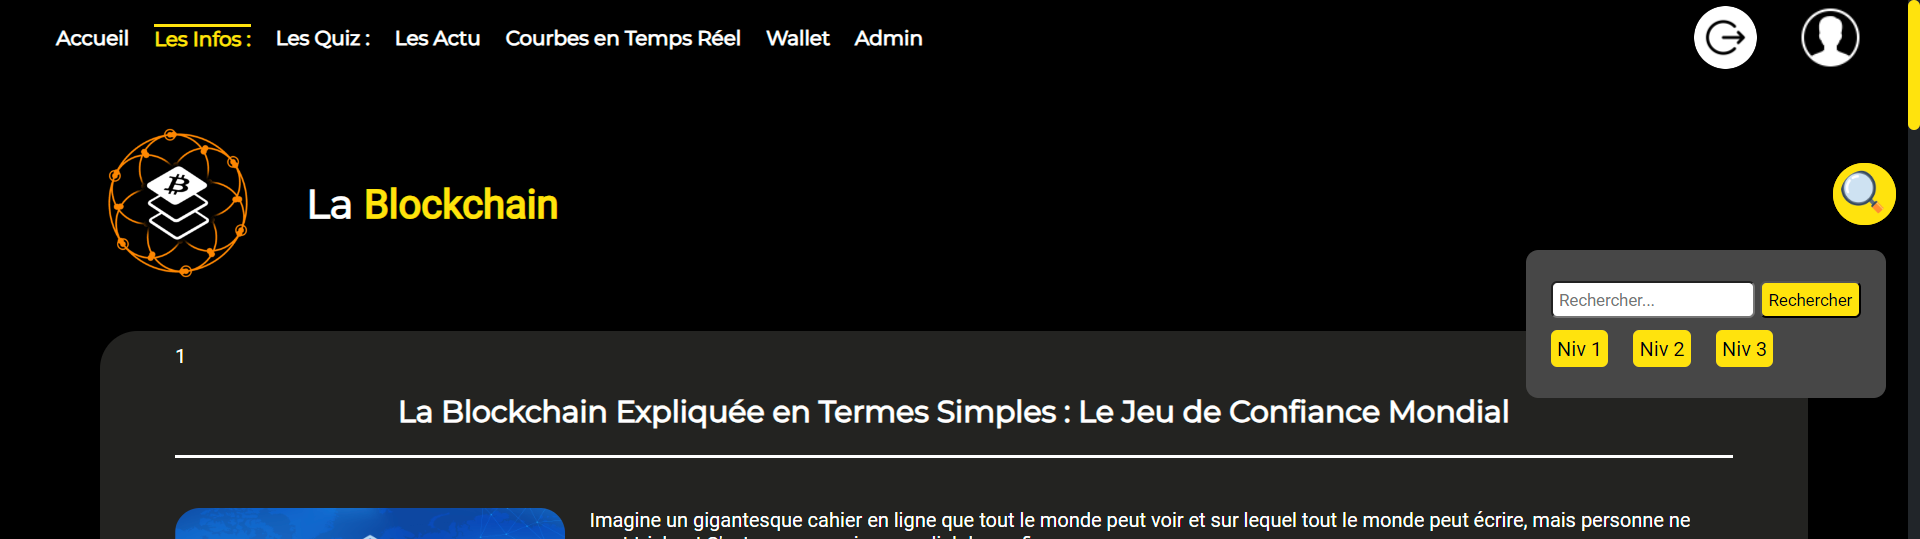 Accueil Les Infos : Les Quiz : Les Actu Courbes en Temps Réel Wallet Admin
La Blockchain
Rechercher... Rechercher
Niv 1 Niv 2 Niv 3
1
La Blockchain Expliquée en Termes Simples : Le Jeu de Confiance Mondial
Imagine un gigantesque cahier en ligne que tout le monde peut voir et sur lequel tout le monde peut écrire, mais personne ne